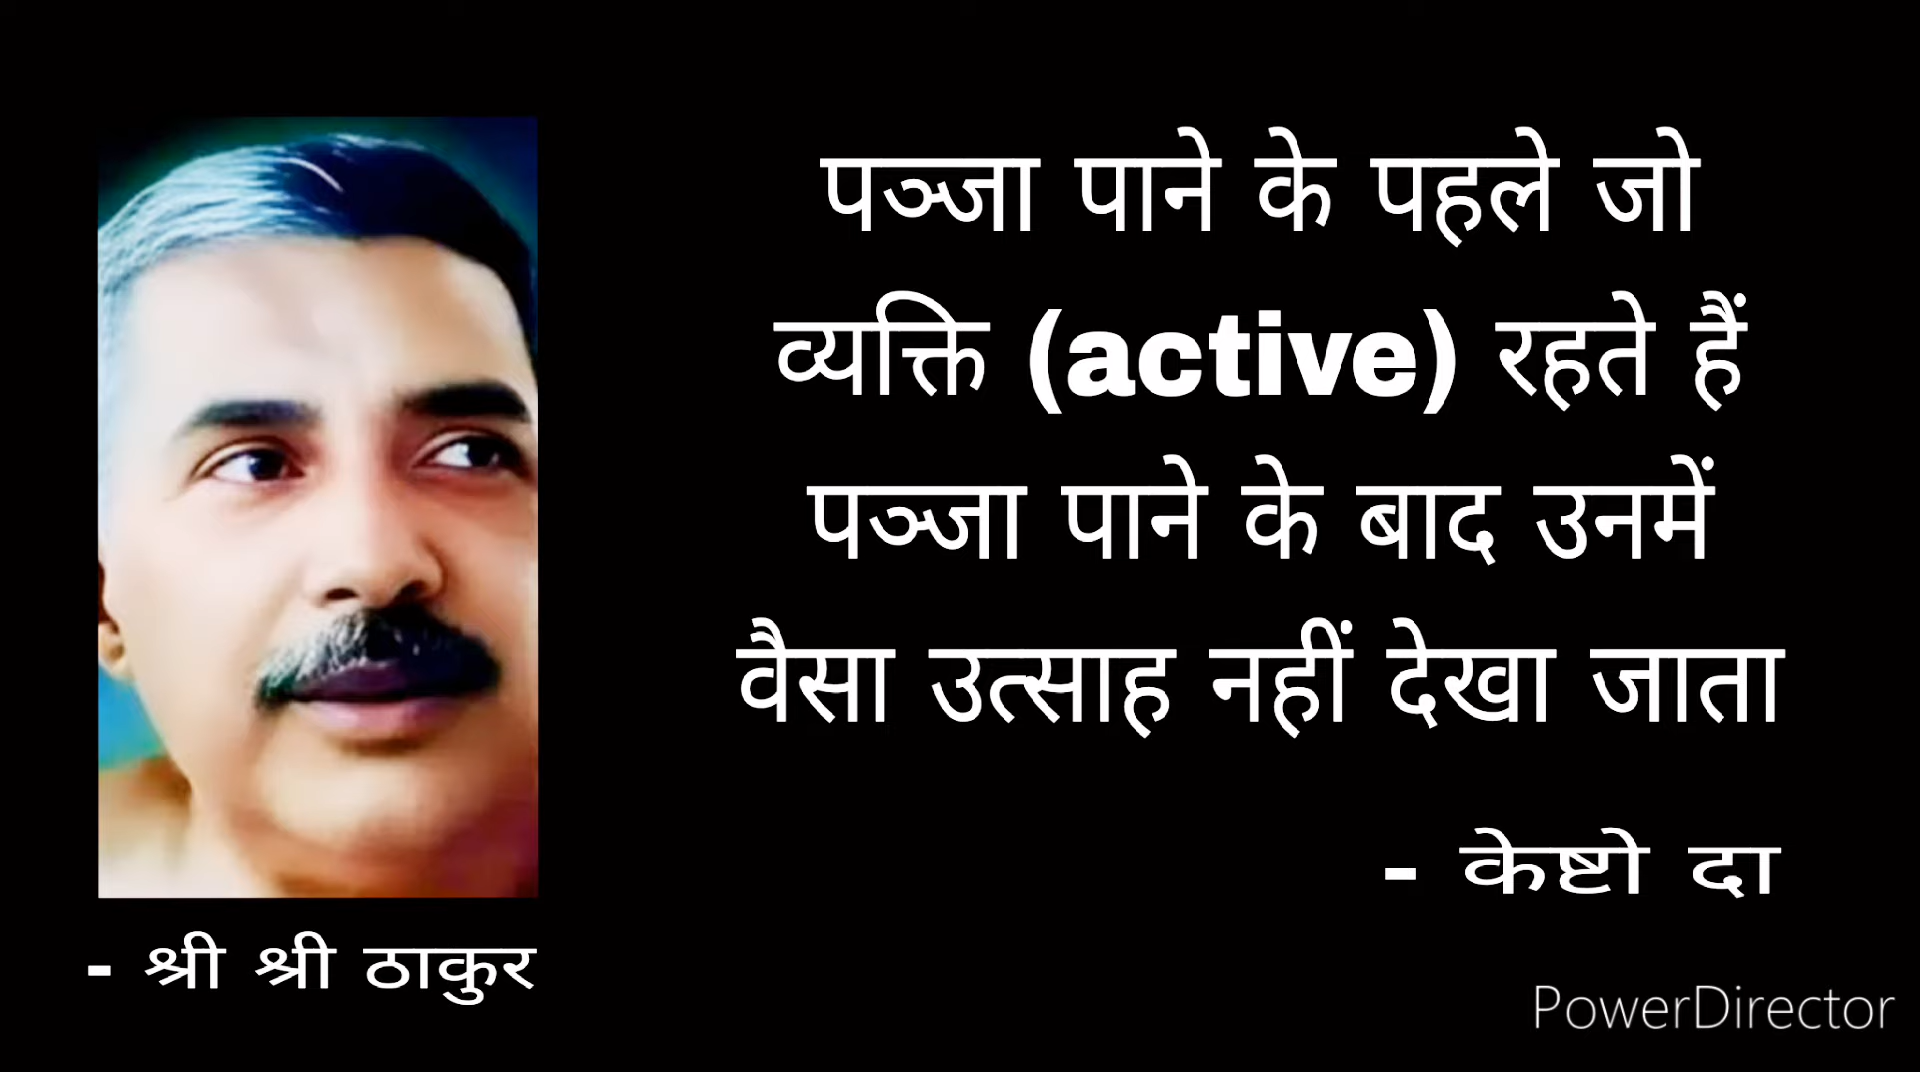 पञ्जा पाने के पहले जो
व्यक्ति (active) रहते हैं
पञ्जा पाने के बाद उनमें
वैसा उत्साह नहीं देखा जाता
- केष्टो दा
- श्री श्री ठाकुर
PowerDirector